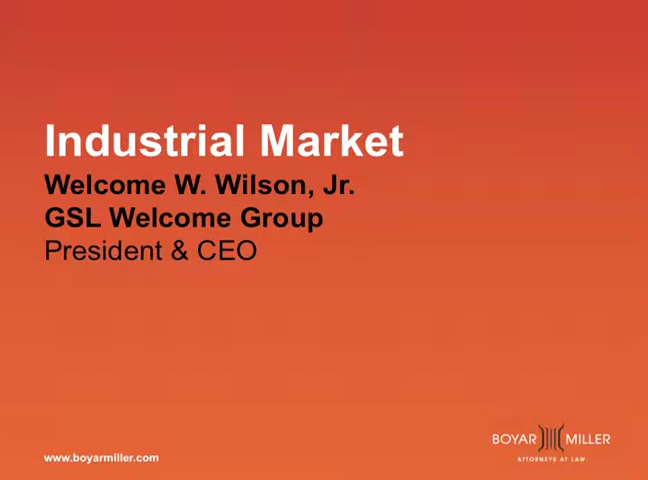 Industrial Market
Welcome W. Wilson, Jr.
GSL Welcome Group
President & CEO
BOYAR MILLER
ATTORNEYS AT LAW
www.boyarmiller.com